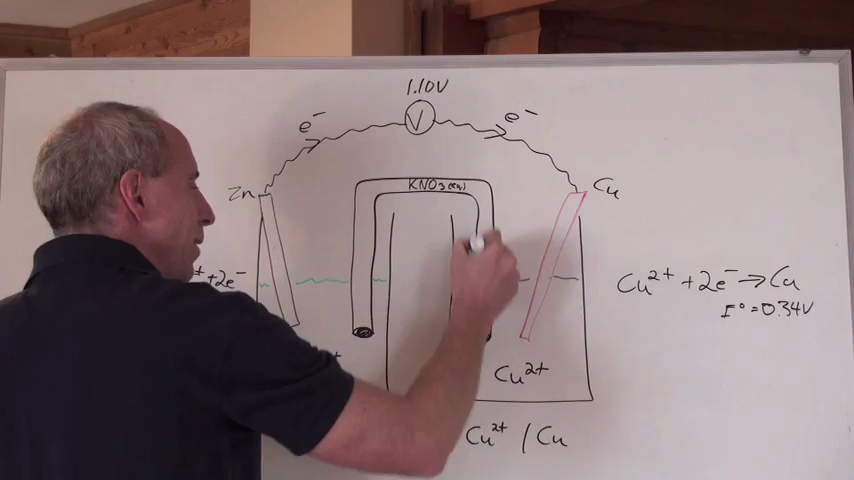 1.10V
e⁻ V e⁻
Zn KNO₃(aq) Cu
⁺ +2e⁻
Cu²⁺ + 2e⁻ → Cu
E° = 0.34V
Cu²⁺
Cu²⁺ / Cu